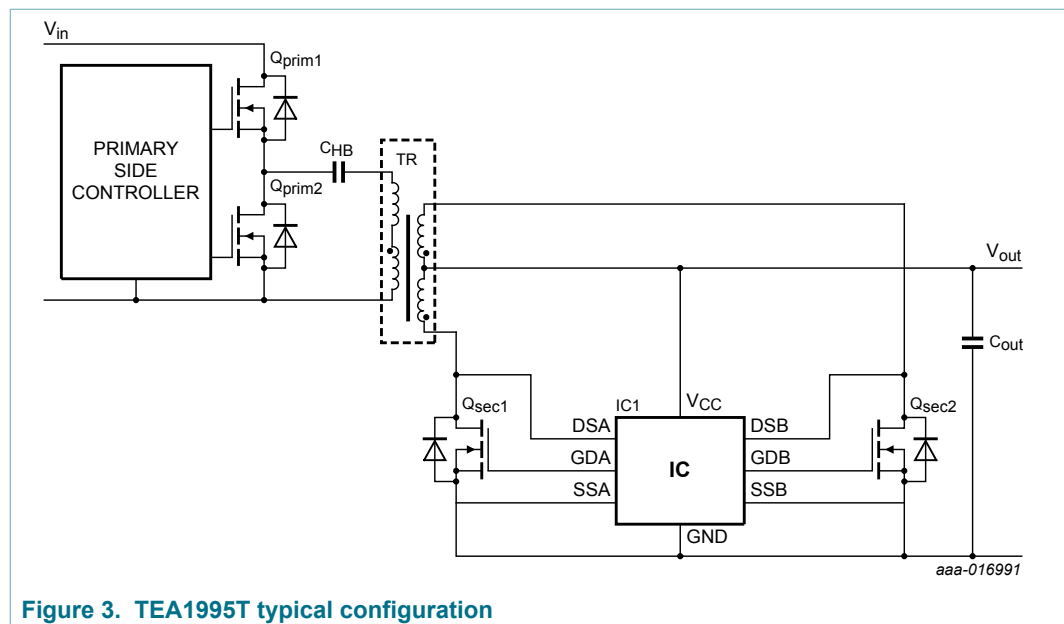 Vin
Qprim1
PRIMARY
SIDE
CONTROLLER
CHB
TR
Qprim2
Vout
Cout
Qsec1
IC1
VCC
Qsec2
DSA
DSB
GDA
IC
GDB
SSA
SSB
GND
aaa-016991
Figure 3. TEA1995T typical configuration